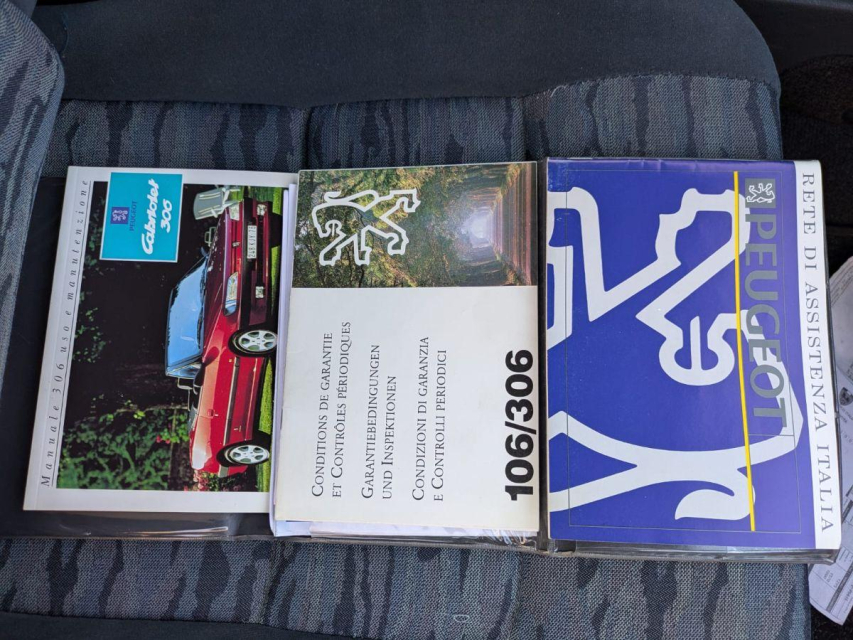 Manuale 306 uso e manutenzione
PEUGEOT
Cabriolet
306
CONDITIONS DE GARANTIE
ET CONTRÔLES PÉRIODIQUES
GARANTIEBEDINGUNGEN
UND INSPEKTIONEN
CONDIZIONI DI GARANZIA
E CONTROLLI PERIODICI
106/306
PEUGEOT
RETE DI ASSISTENZA ITALIA